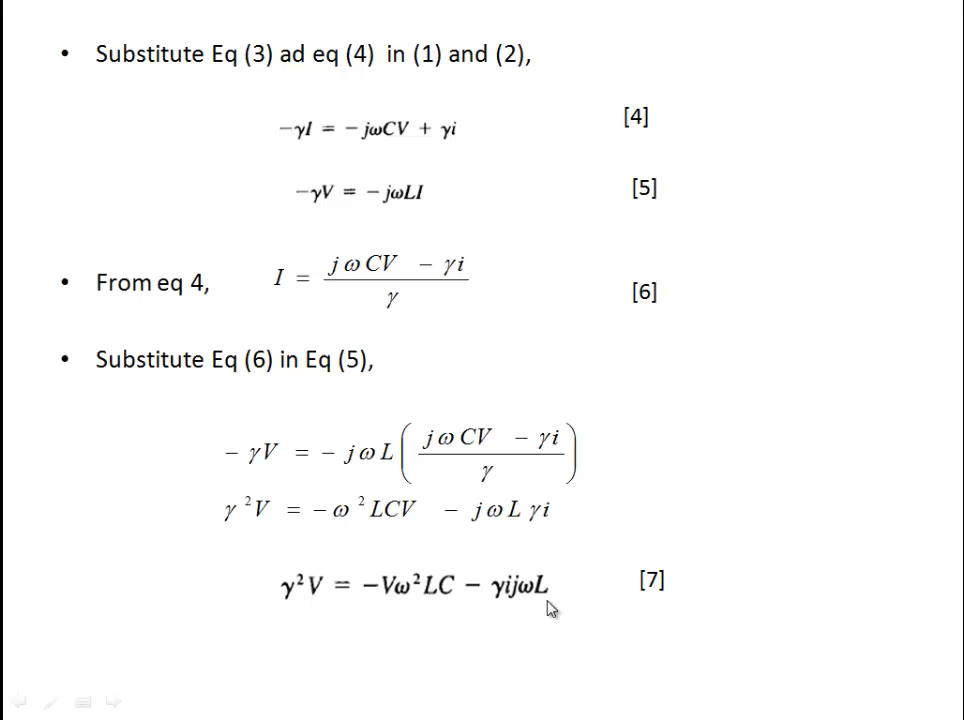 • Substitute Eq (3) ad eq (4) in (1) and (2),
−γI = −jωCV + γi [4]
−γV = −jωLI [5]
• From eq 4, I = (jωCV − γi) / γ [6]
• Substitute Eq (6) in Eq (5),
−γV = −jωL ((jωCV − γi) / γ)
γ²V = −ω²LCV − jωLγi
γ²V = −Vω²LC − γijωL [7]